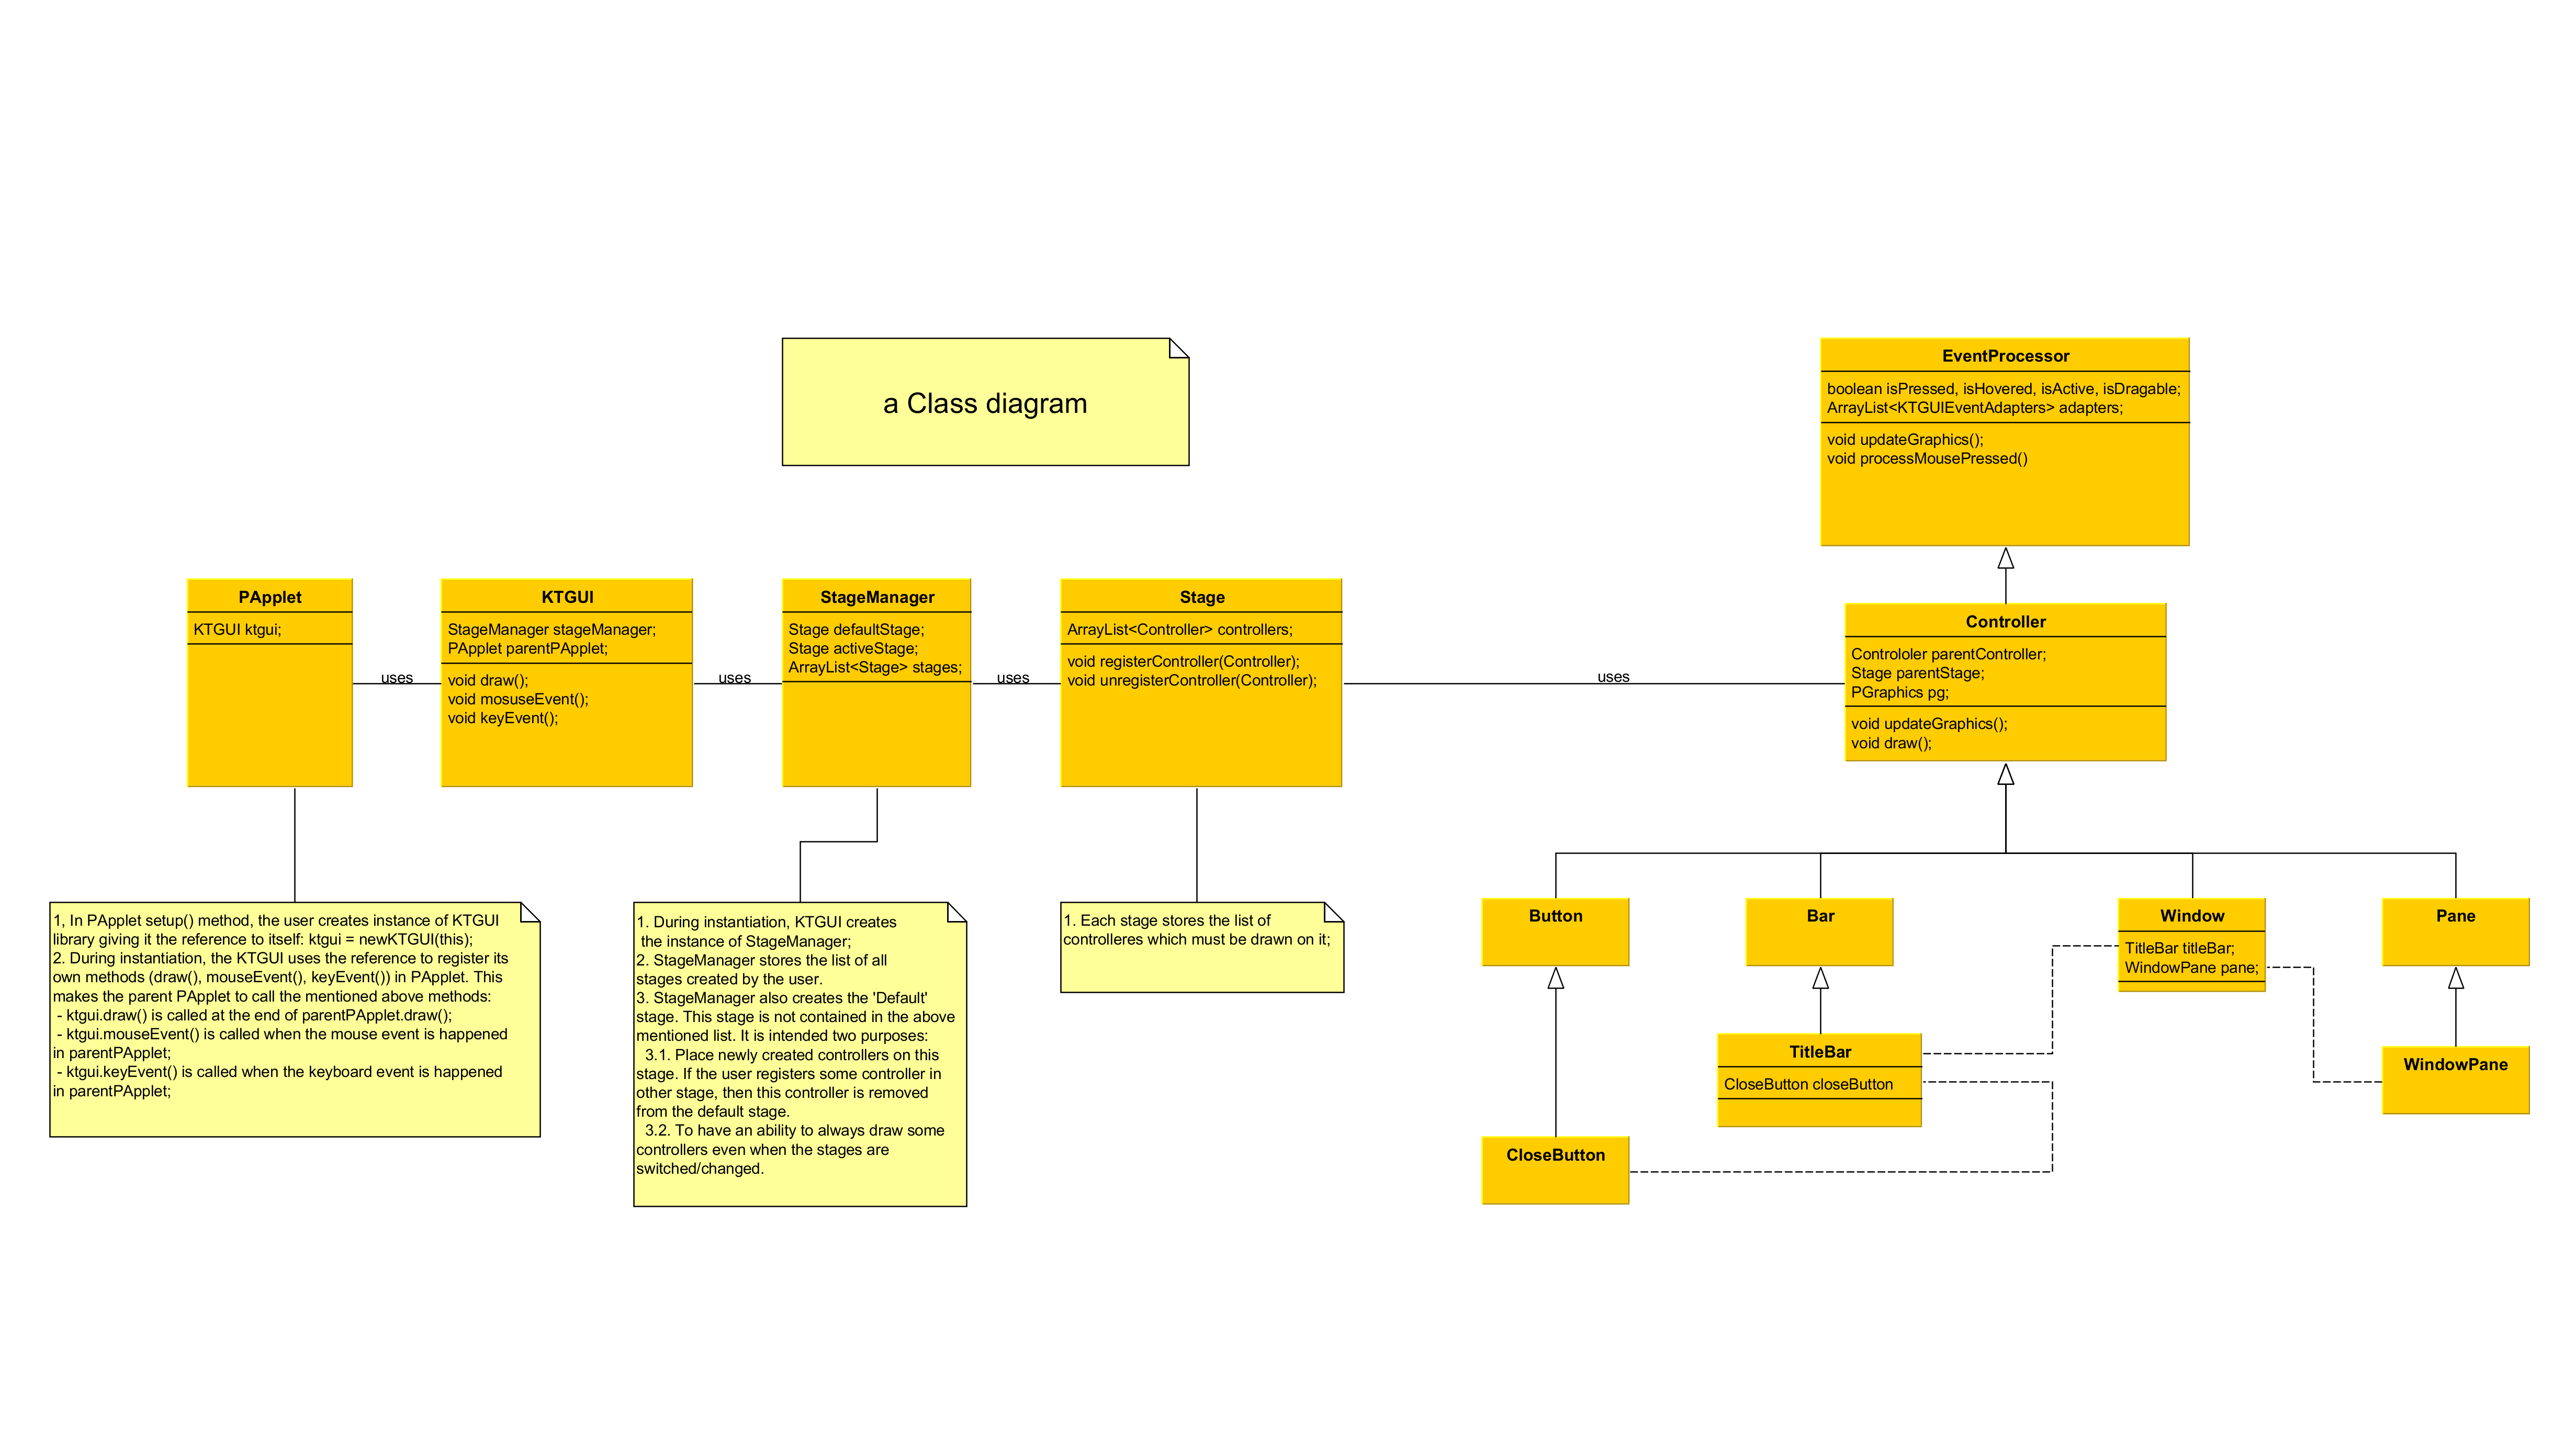 a Class diagram
EventProcessor
boolean isPressed, isHovered, isActive, isDragable;
ArrayList<KTGUIEventAdapters> adapters;
void updateGraphics();
void processMousePressed()
PApplet
KTGUI ktgui;
uses
KTGUI
StageManager stageManager;
PApplet parentPApplet;
void draw();
void mosuseEvent();
void keyEvent();
uses
StageManager
Stage defaultStage;
Stage activeStage;
ArrayList<Stage> stages;
uses
Stage
ArrayList<Controller> controllers;
void registerController(Controller);
void unregisterController(Controller);
uses
Controller
Controloler parentController;
Stage parentStage;
PGraphics pg;
void updateGraphics();
void draw();
1, In PApplet setup() method, the user creates instance of KTGUI
library giving it the reference to itself: ktgui = newKTGUI(this);
2. During instantiation, the KTGUI uses the reference to register its
own methods (draw(), mouseEvent(), keyEvent()) in PApplet. This
makes the parent PApplet to call the mentioned above methods:
- ktgui.draw() is called at the end of parentPApplet.draw();
- ktgui.mouseEvent() is called when the mouse event is happened
in parentPApplet;
- ktgui.keyEvent() is called when the keyboard event is happened
in parentPApplet;
1. During instantiation, KTGUI creates
the instance of StageManager;
2. StageManager stores the list of all
stages created by the user.
3. StageManager also creates the 'Default'
stage. This stage is not contained in the above
mentioned list. It is intended two purposes:
3.1. Place newly created controllers on this
stage. If the user registers some controller in
other stage, then this controller is removed
from the default stage.
3.2. To have an ability to always draw some
controllers even when the stages are
switched/changed.
1. Each stage stores the list of
controlleres which must be drawn on it;
Button
Bar
Window
TitleBar titleBar;
WindowPane pane;
Pane
TitleBar
CloseButton closeButton
WindowPane
CloseButton